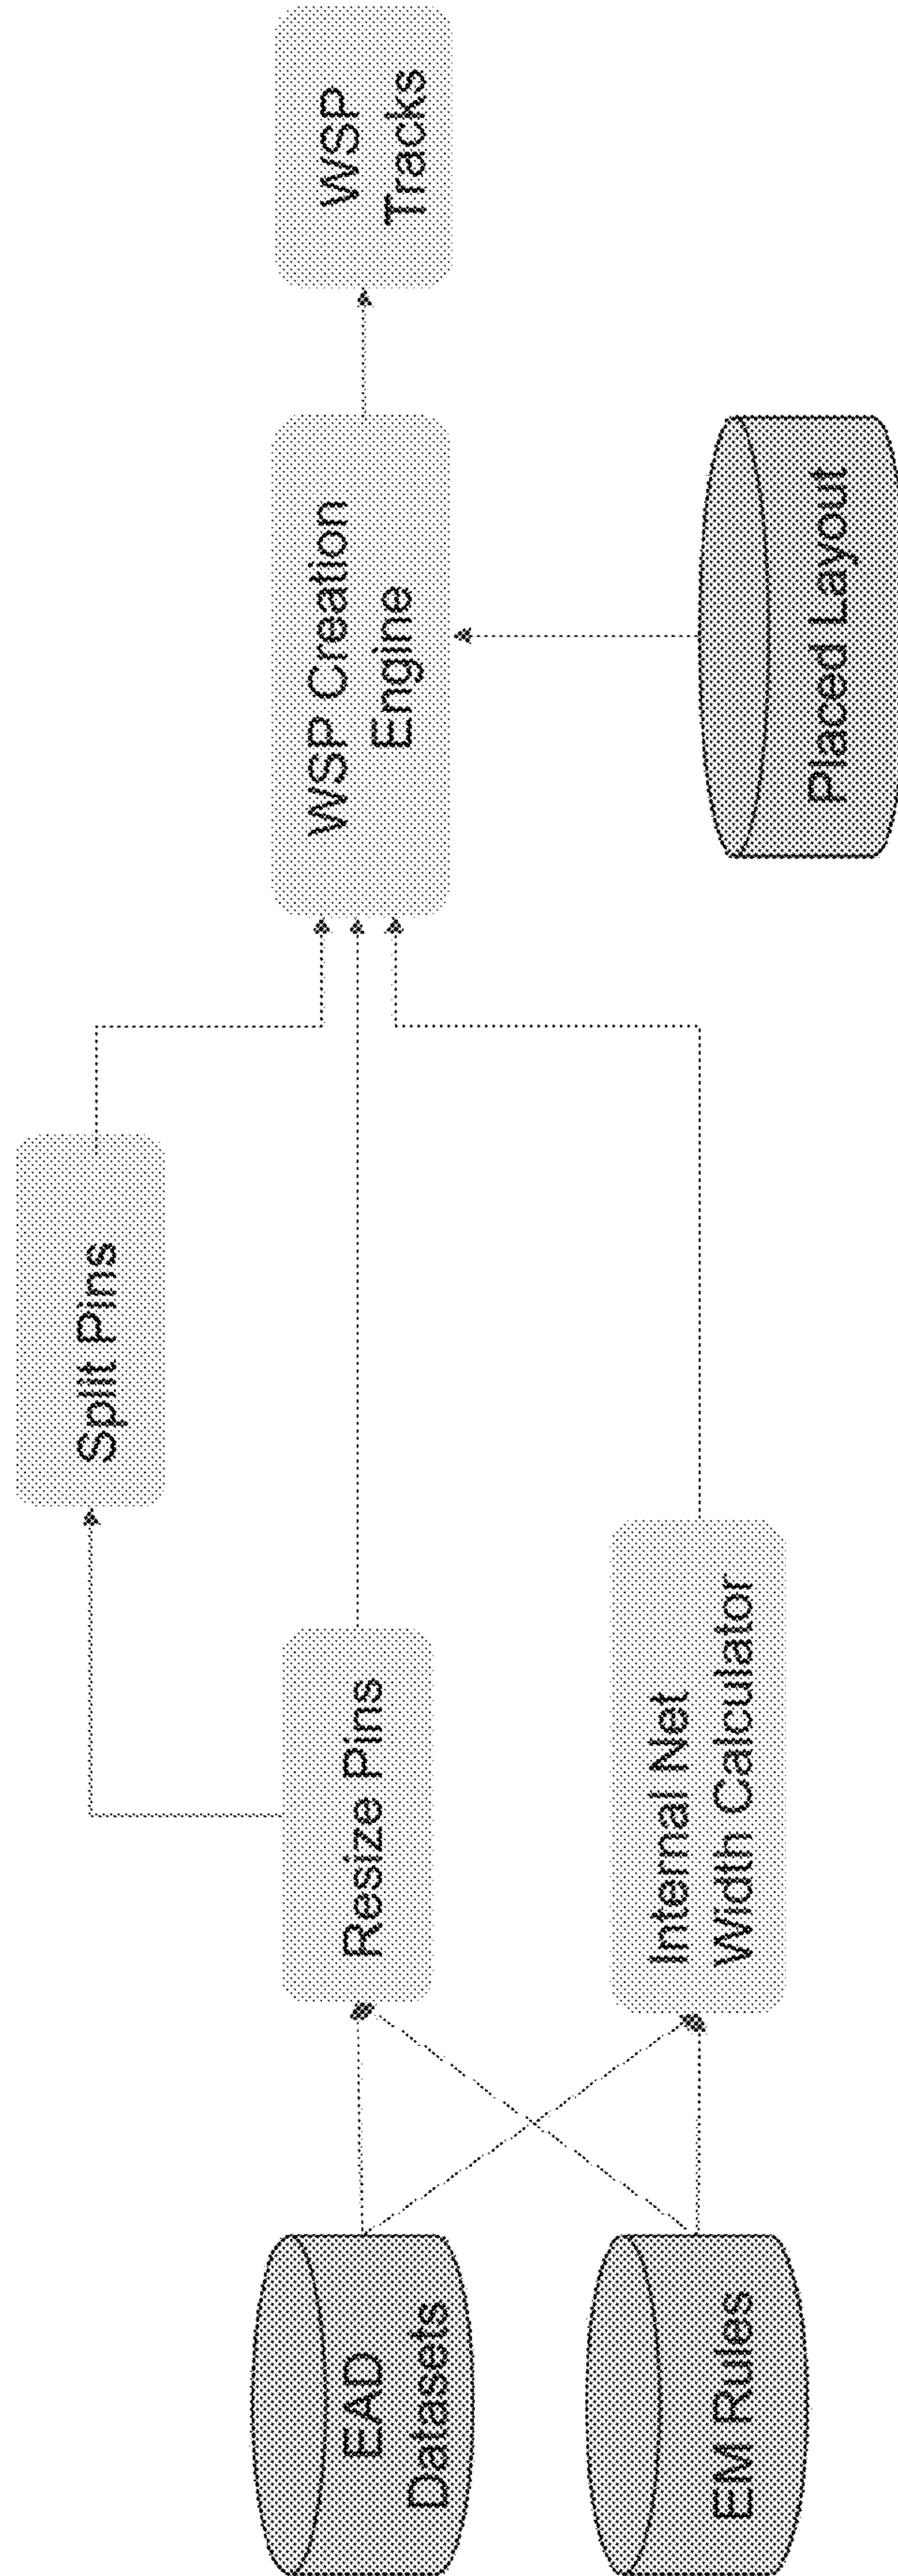 EAD
Datasets
EM Rules
Resize Pins
Internal Net
Width Calculator
Split Pins
WSP Creation
Engine
Placed Layout
WSP
Tracks